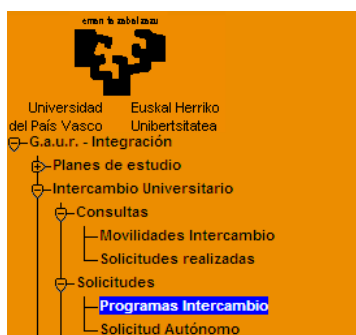 eman ta zabal zazu
Universidad Euskal Herriko
del País Vasco Unibertsitatea
G.a.u.r. - Integración
Planes de estudio
Intercambio Universitario
Consultas
Movilidades Intercambio
Solicitudes realizadas
Solicitudes
Programas Intercambio
Solicitud Autónomo